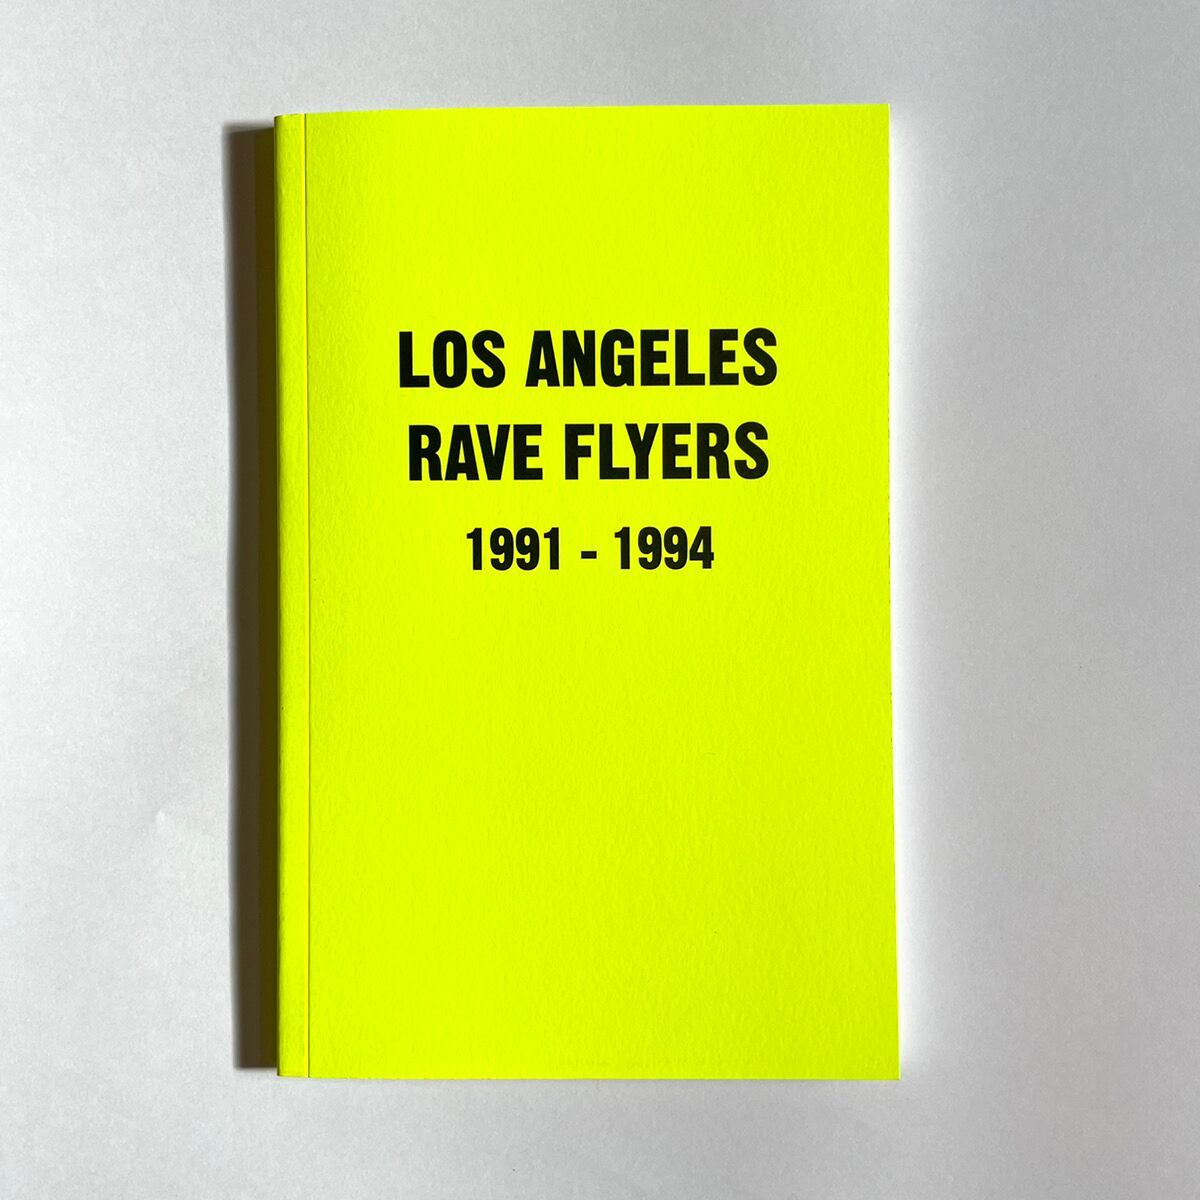 LOS ANGELES
RAVE FLYERS
1991 - 1994